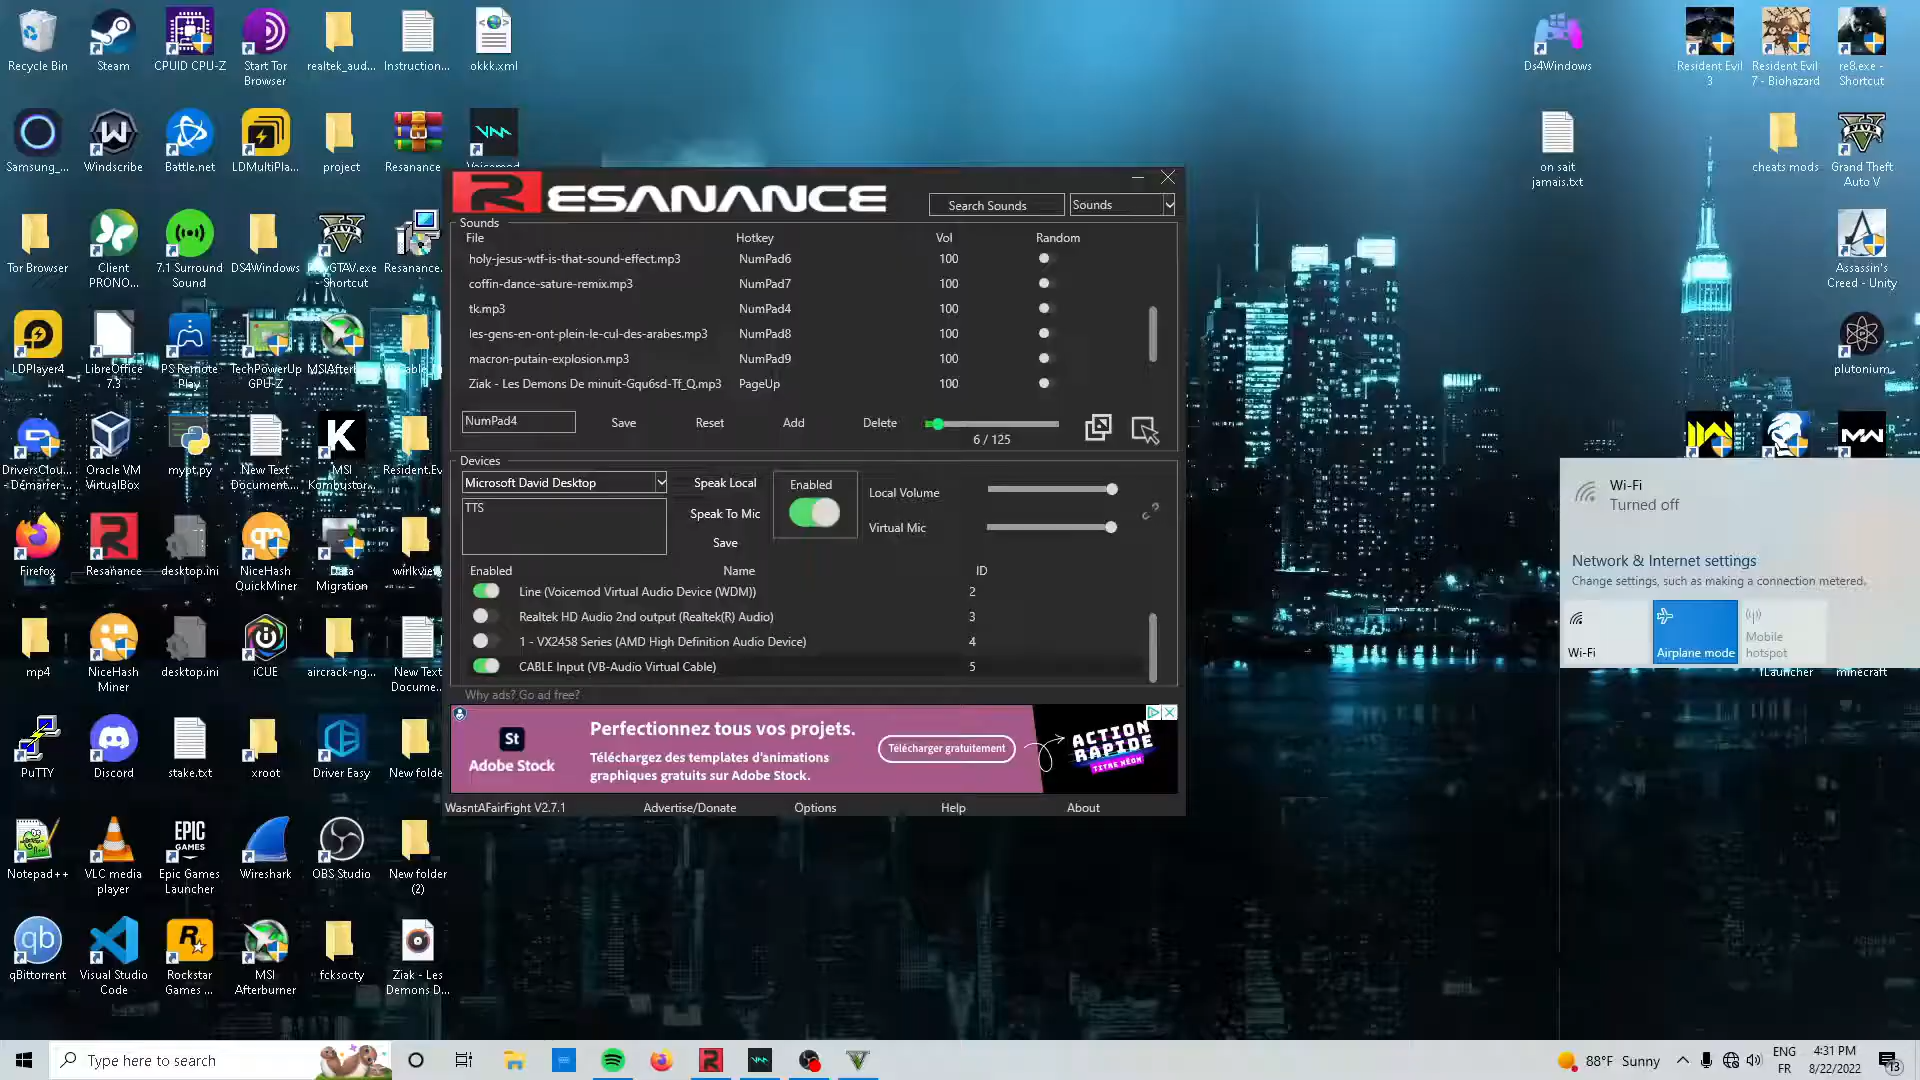 Recycle Bin
Steam
CPUID CPU-Z
Start Tor
Browser
realtek_aud...
Instruction...
okkk.xml
Ds4Windows
Resident Evil
3
Resident Evil
7 - Biohazard
re8.exe -
Shortcut
Samsung_...
Windscribe
Battle.net
LDMultiPla...
project
Resanance
Voicemod
on sait
jamais.txt
cheats mods
Grand Theft
Auto V
Tor Browser
Client
PRONO...
7.1 Surround
Sound
DS4Windows
PlayGTAV.exe
- Shortcut
Resanance.
Assassin's
Creed - Unity
LDPlayer4
LibreOffice
7.3
PS Remote
Play
TechPowerUp
GPU-Z
MSIAfterb
plutonium
DriversClou...
- Démarrer ...
Oracle VM
VirtualBox
mypt.py
New Text
Document....
MSI
Kombustor...
Resident.Ev
Firefox
Resanance
desktop.ini
NiceHash
QuickMiner
Data
Migration
mp4
NiceHash
Miner
desktop.ini
iCUE
aircrack-ng...
New Text
Docume...
PuTTY
Discord
stake.txt
xroot
Driver Easy
New folde
Notepad++
VLC media
player
Epic Games
Launcher
Wireshark
OBS Studio
New folder
(2)
qBittorrent
Visual Studio
Code
Rockstar
Games ...
MSI
Afterburner
fcksocty
Ziak - Les
Demons D...
RESANANCE
Search Sounds
Sounds
Sounds
File Hotkey Vol Random
holy-jesus-wtf-is-that-sound-effect.mp3 NumPad6 100
coffin-dance-sature-remix.mp3 NumPad7 100
tk.mp3 NumPad4 100
les-gens-en-ont-plein-le-cul-des-arabes.mp3 NumPad8 100
macron-putain-explosion.mp3 NumPad9 100
Ziak - Les Demons De minuit-Gqu6sd-Tf_Q.mp3 PageUp 100
NumPad4 Save Reset Add Delete
6 / 125
Devices
Microsoft David Desktop
Speak Local
Enabled
Local Volume
TTS
Speak To Mic
Virtual Mic
Save
Enabled Name ID
Line (Voicemod Virtual Audio Device (WDM)) 2
Realtek HD Audio 2nd output (Realtek(R) Audio) 3
1 - VX2458 Series (AMD High Definition Audio Device) 4
CABLE Input (VB-Audio Virtual Cable) 5
Why ads? Go ad free?
St
Adobe Stock
Perfectionnez tous vos projets.
Téléchargez des templates d'animations
graphiques gratuits sur Adobe Stock.
Télécharger gratuitement
ACTION
RAPIDE
TITRE NÉON
WasntAFairFight V2.7.1 Advertise/Donate Options Help About
Wi-Fi
Turned off
Network & Internet settings
Change settings, such as making a connection metered.
Wi-Fi
Airplane mode
Mobile
hotspot
minecraft
Type here to search
88°F Sunny
ENG
FR
4:31 PM
8/22/2022
13